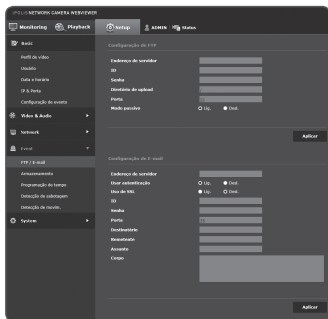 iPOLiS NETWORK CAMERA WEBVIEWER
Monitoring
Playback
Setup
ADMIN
Status
Basic
Perfil de vídeo
Usuário
Data e horário
IP & Porta
Configuração de evento
Vídeo & Audio
Network
Event
FTP / E-mail
Armazenamento
Programação de tempo
Detecção de sabotagem
Detecção de movim.
System
Configuração de FTP
Endereço de servidor
ID
Senha
Diretório de upload
Porta
Modo passivo
Lig.
Desl.
Aplicar
Configuração de E-mail
Endereço de servidor
Usar autenticação
Lig.
Desl.
Uso de SSL
Lig.
Desl.
ID
Senha
Porta
Destinatário
Remetente
Assunto
Corpo
Aplicar